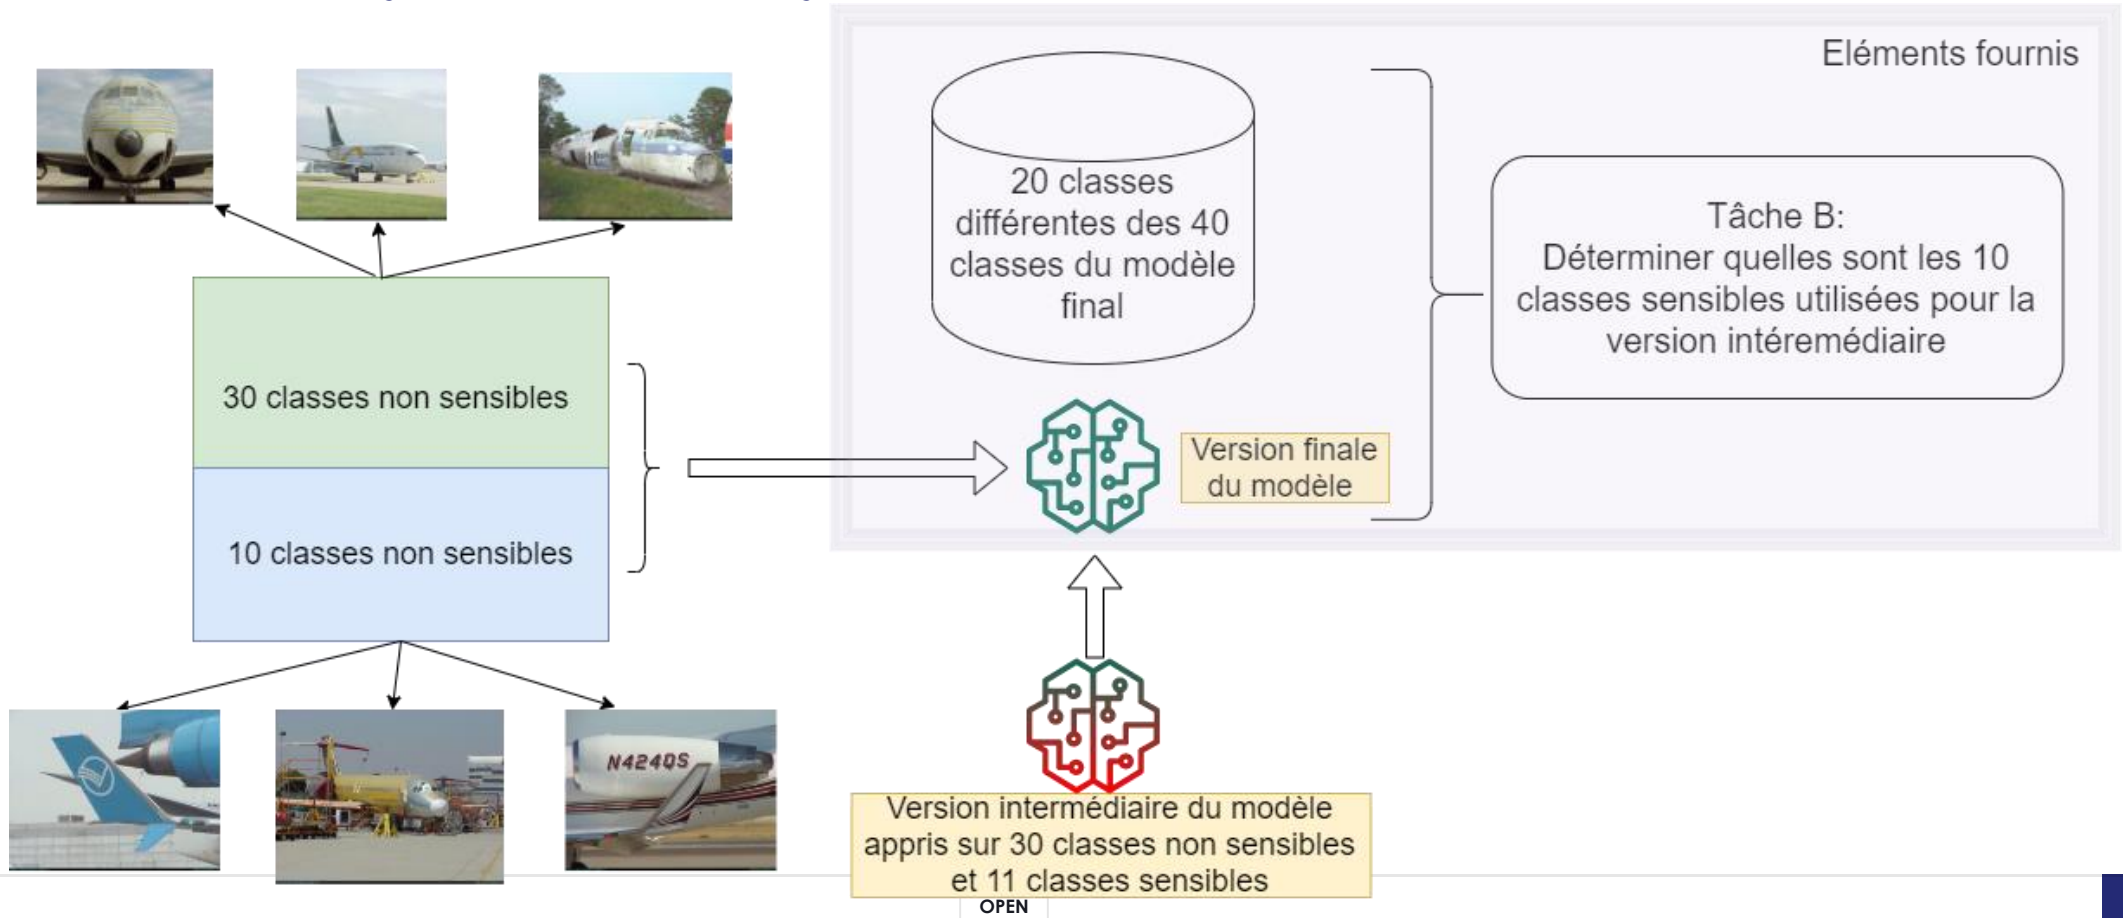 Eléments fournis
20 classes
différentes des 40
classes du modèle
final
Tâche B:
Déterminer quelles sont les 10
classes sensibles utilisées pour la
version intéremédiaire
30 classes non sensibles
Version finale
du modèle
10 classes non sensibles
N424QS
Version intermédiaire du modèle
appris sur 30 classes non sensibles
et 11 classes sensibles
OPEN